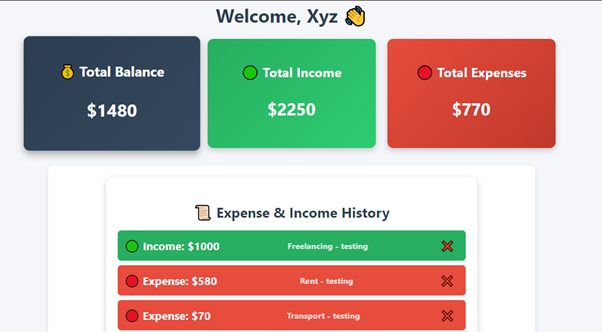 Welcome, Xyz 👋
💰 Total Balance
$1480
🟢 Total Income
$2250
🔴 Total Expenses
$770
📜 Expense & Income History
🟢 Income: $1000 Freelancing - testing ❌
🔴 Expense: $580 Rent - testing ❌
🔴 Expense: $70 Transport - testing ❌